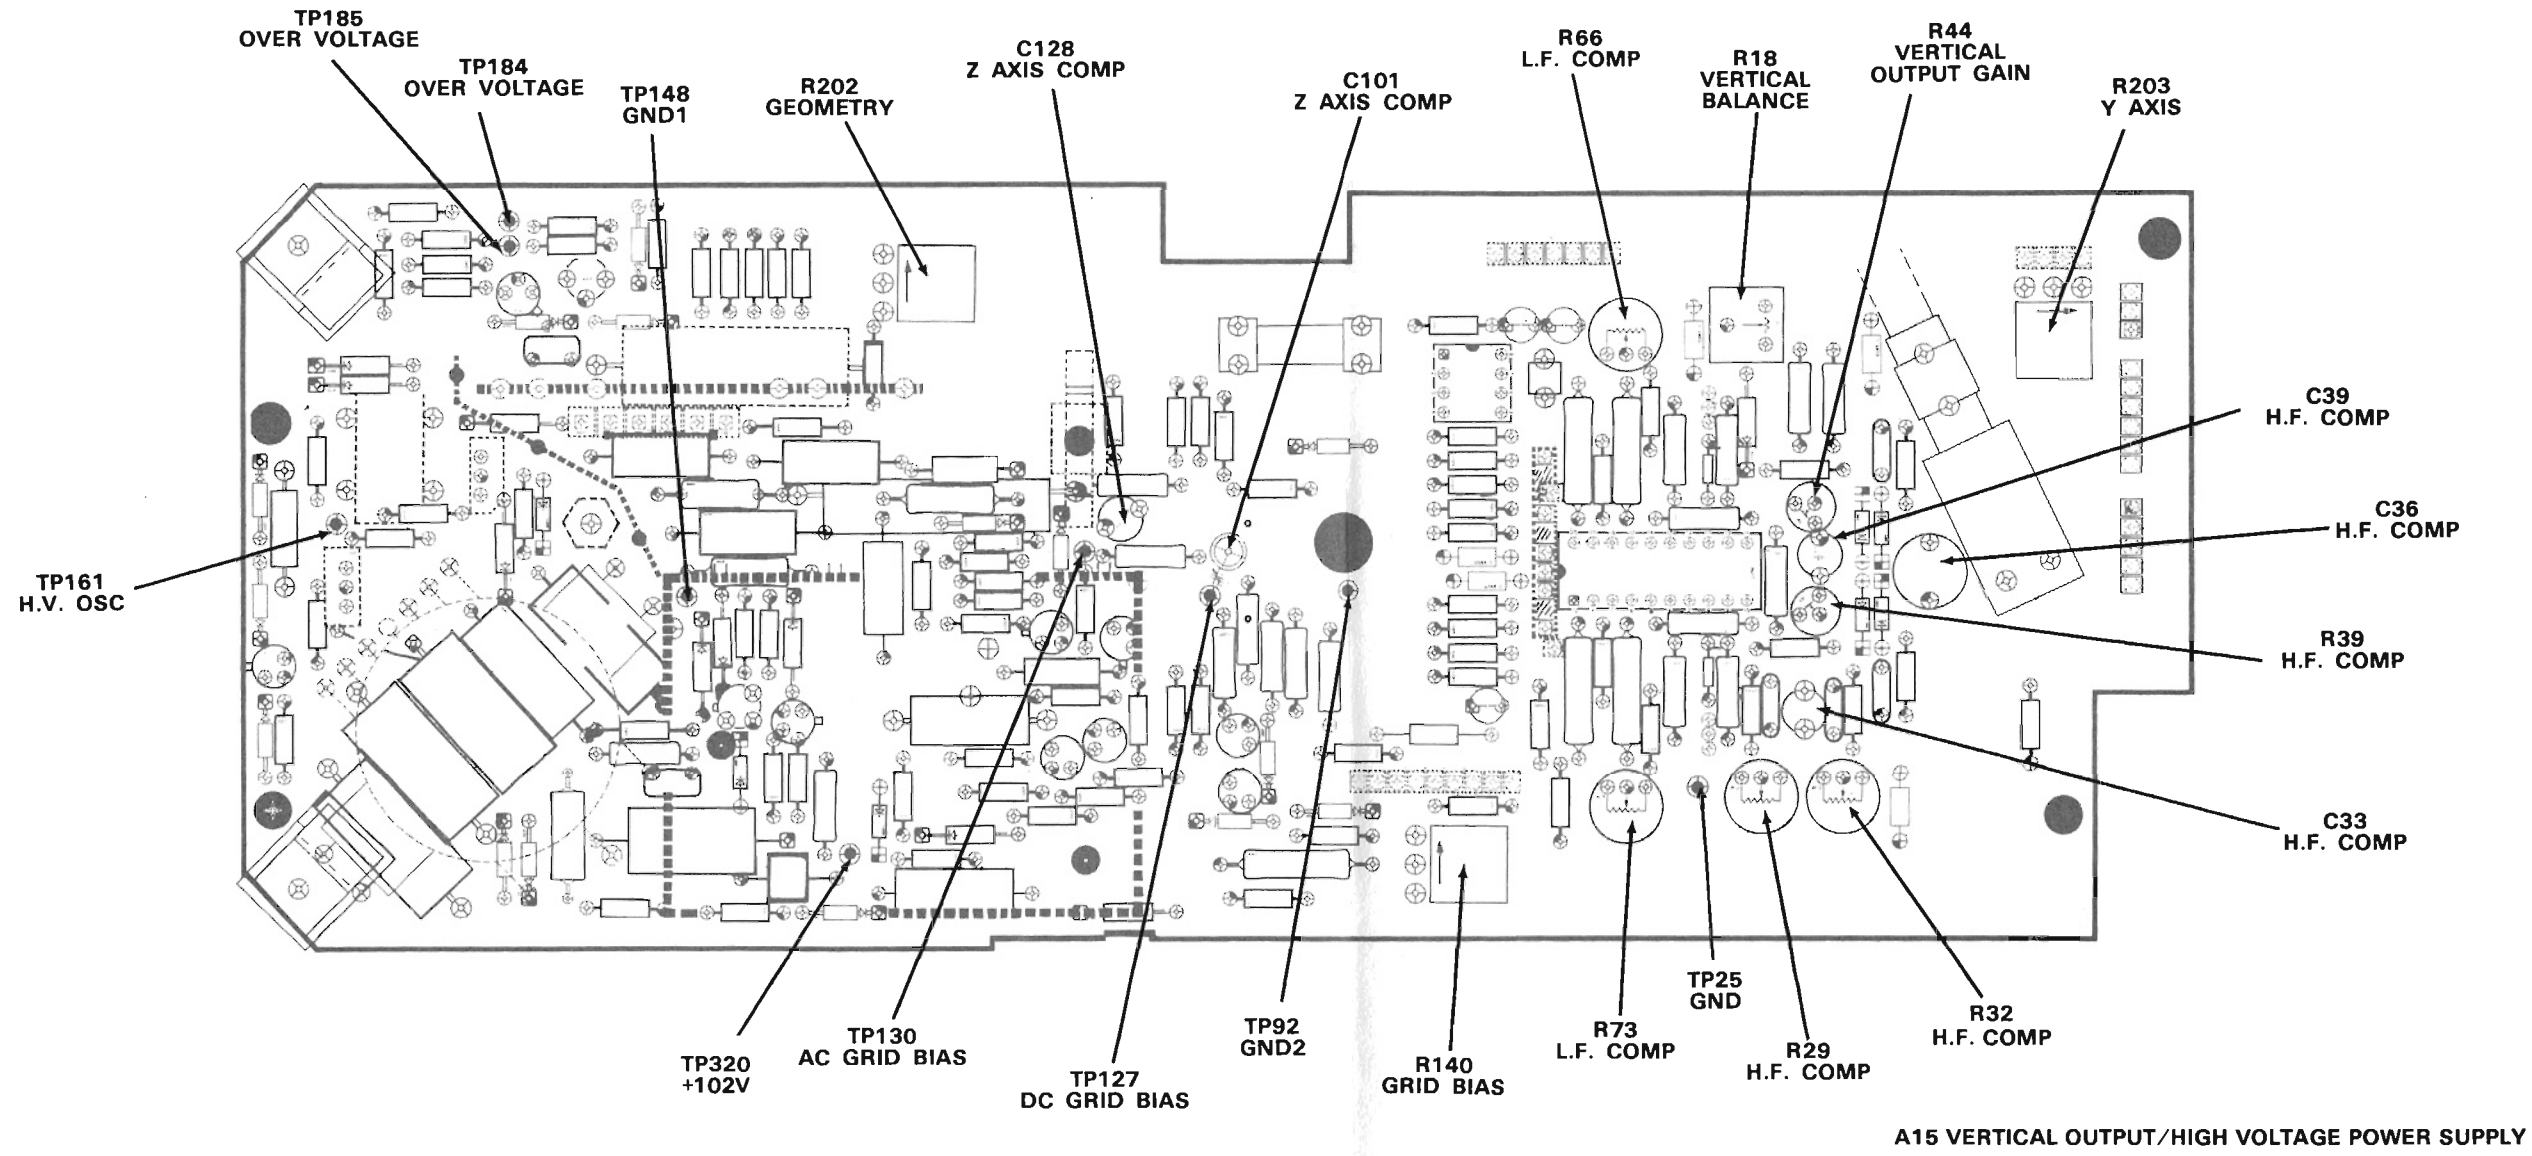 TP185
OVER VOLTAGE
TP184
OVER VOLTAGE
TP148
GND1
R202
GEOMETRY
C128
Z AXIS COMP
C101
Z AXIS COMP
R66
L.F. COMP
R18
VERTICAL
BALANCE
R44
VERTICAL
OUTPUT GAIN
R203
Y AXIS
C39
H.F. COMP
C36
H.F. COMP
R39
H.F. COMP
C33
H.F. COMP
TP161
H.V. OSC
TP320
+102V
TP130
AC GRID BIAS
TP127
DC GRID BIAS
TP92
GND2
R140
GRID BIAS
R73
L.F. COMP
TP25
GND
R29
H.F. COMP
R32
H.F. COMP
A15 VERTICAL OUTPUT/HIGH VOLTAGE POWER SUPPLY